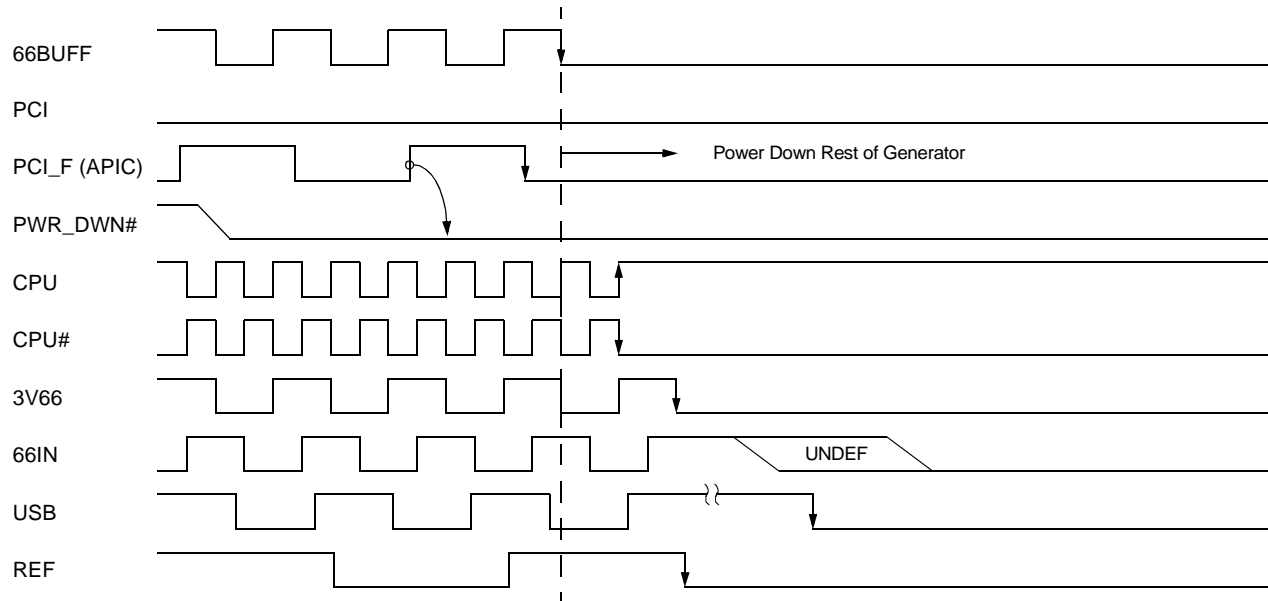 66BUFF
PCI
PCI_F (APIC)
Power Down Rest of Generator
PWR_DWN#
CPU
CPU#
3V66
66IN
UNDEF
USB
REF